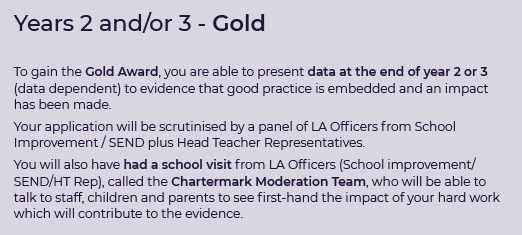 Years 2 and/or 3 - Gold
To gain the Gold Award, you are able to present data at the end of year 2 or 3
(data dependent) to evidence that good practice is embedded and an impact
has been made.
Your application will be scrutinised by a panel of LA Officers from School
Improvement / SEND plus Head Teacher Representatives.
You will also have had a school visit from LA Officers (School improvement/
SEND/HT Rep), called the Chartermark Moderation Team, who will be able to
talk to staff, children and parents to see first-hand the impact of your hard work
which will contribute to the evidence.